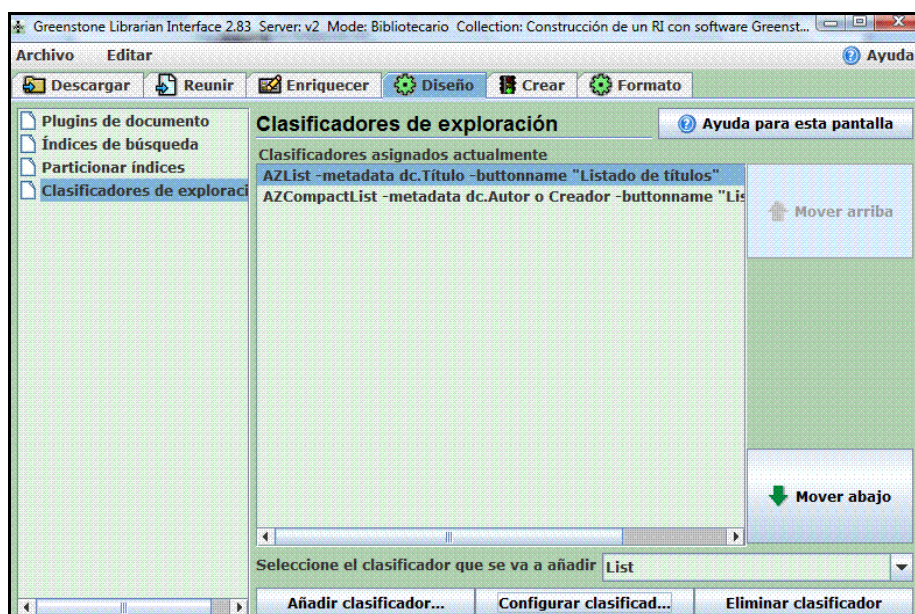 Greenstone Librarian Interface 2.83 Server: v2 Mode: Bibliotecario Collection: Construcción de un RI con software Greenst...
Archivo Editar Ayuda
Descargar Reunir Enriquecer Diseño Crear Formato
Plugins de documento
Índices de búsqueda
Particionar índices
Clasificadores de exploraci
Clasificadores de exploración
Ayuda para esta pantalla
Clasificadores asignados actualmente
AZList -metadata dc.Título -buttonname "Listado de títulos"
AZCompactList -metadata dc.Autor o Creador -buttonname "Lis
Mover arriba
Mover abajo
Seleccione el clasificador que se va a añadir List
Añadir clasificador... Configurar clasificad... Eliminar clasificador